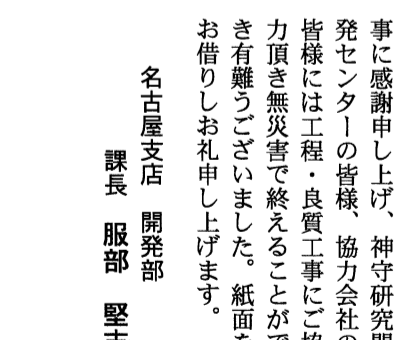 事に感謝申し上げ、神守研究開
発センターの皆様、協力会社の
皆様には工程・良質工事にご協
力頂き無災害で終えることがで
き有難うございました。紙面を
お借りしお礼申し上げます。
名古屋支店　開発部
課長　服部　堅